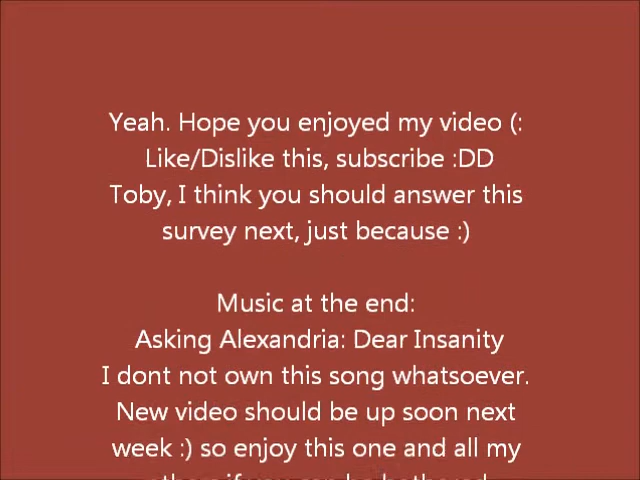 Yeah. Hope you enjoyed my video (:
Like/Dislike this, subscribe :DD
Toby, I think you should answer this
survey next, just because :)
Music at the end:
Asking Alexandria: Dear Insanity
I dont not own this song whatsoever.
New video should be up soon next
week :) so enjoy this one and all my